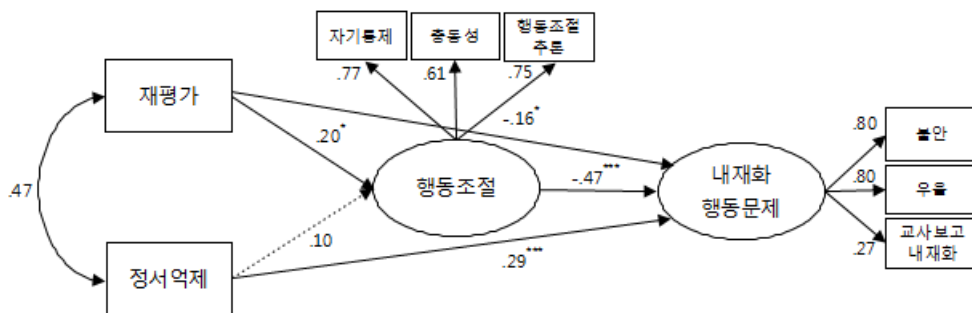 자기통제
충동성
행동조절
추론
.77
.61
.75
재평가
-.16*
.20*
.80
불안
.47
행동조절
-.47***
내재화
행동문제
.80
우울
.10
.29***
.27
교사보고
내재화
정서억제